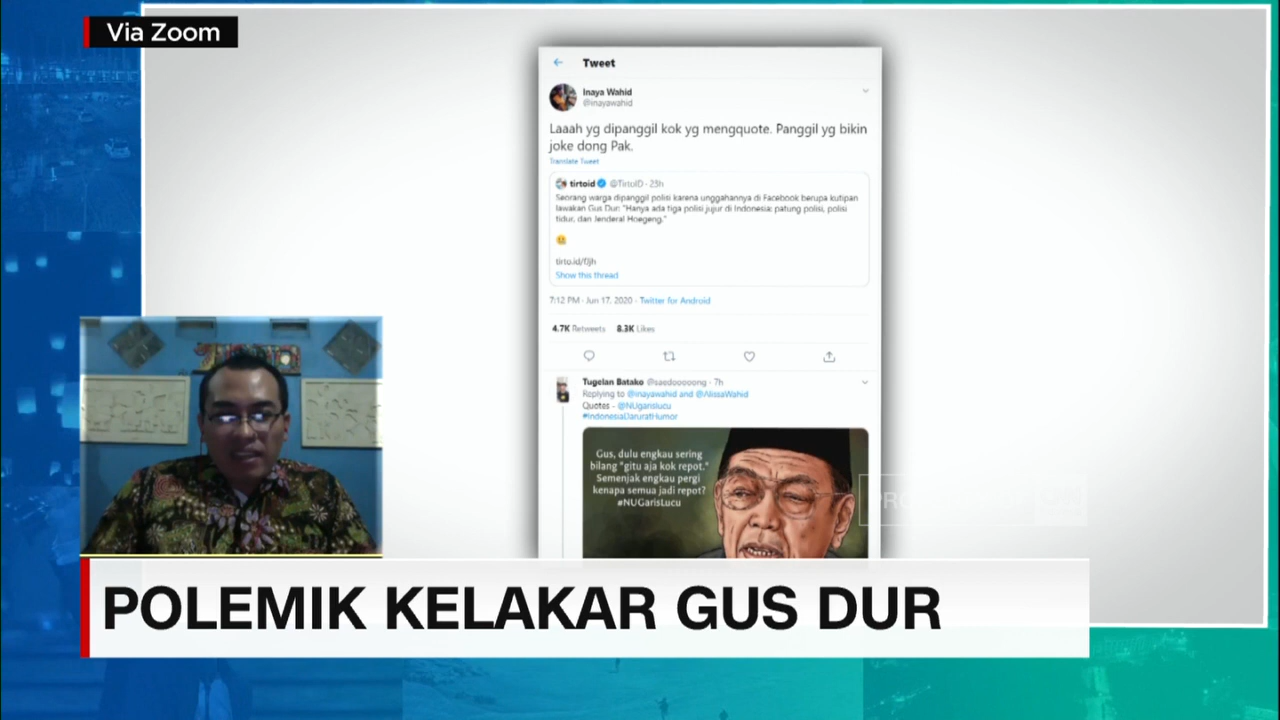 Via Zoom
Tweet
Inaya Wahid
@inayawahid
Laaah yg dipanggil kok yg mengquote. Panggil yg bikin
joke dong Pak.
Translate Tweet
tirtoid @TirtoID · 23h
Seorang warga dipanggil polisi karena unggahannya di Facebook berupa kutipan
lawakan Gus Dur: "Hanya ada tiga polisi jujur di Indonesia: patung polisi, polisi
tidur, dan Jenderal Hoegeng."
Show this thread
7:12 PM · Jun 17, 2020 · Twitter for Android
4.7K Retweets 8.3K Likes
Tugelan Batako @saedooooong · 7h
Replying to @inayawahid and @AlissaWahid
Quotes - @NUgarislucu
#IndonesiaDaruratHumor
Gus, dulu engkau sering
bilang "gitu aja kok repot."
Semenjak engkau pergi
kenapa semua jadi repot?
#NUGarisLucu
POLEMIK KELAKAR GUS DUR